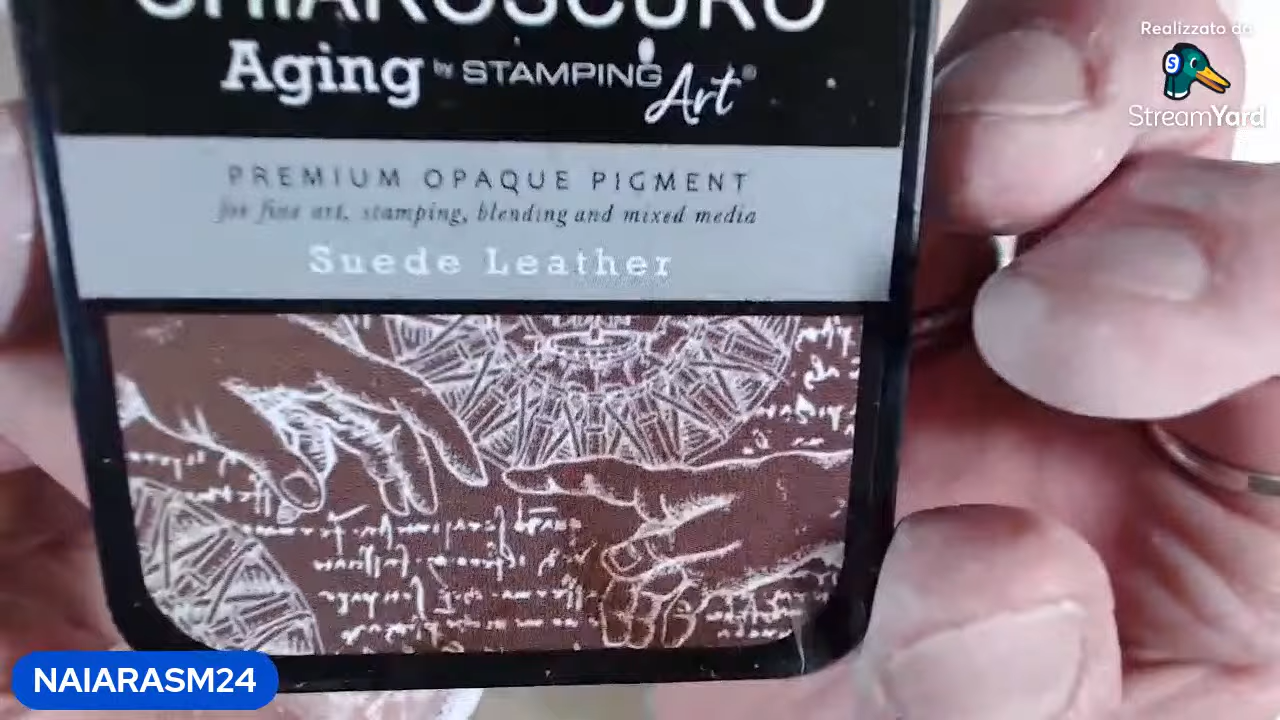 CHIAROSCURO
Aging by STAMPING Art®
PREMIUM OPAQUE PIGMENT
for fine art, stamping, blending and mixed media
Suede Leather
Realizzato da
StreamYard
NAIARASM24